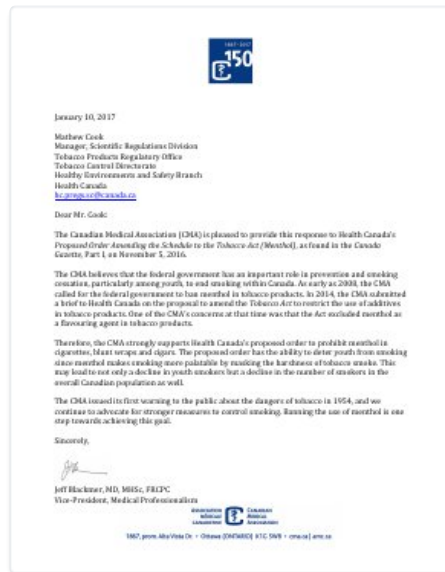 1867-2017
150
January 10, 2017
Mathew Cook
Manager, Scientific Regulations Division
Tobacco Products Regulatory Office
Tobacco Control Directorate
Healthy Environments and Safety Branch
Health Canada
hc.pregs.sc@canada.ca
Dear Mr. Cook:
The Canadian Medical Association (CMA) is pleased to provide this response to Health Canada's
Proposed Order Amending the Schedule to the Tobacco Act (Menthol), as found in the Canada
Gazette, Part I, on November 5, 2016.
The CMA believes that the federal government has an important role in prevention and smoking
cessation, particularly among youth, to end smoking within Canada. As early as 2008, the CMA
called for the federal government to ban menthol in tobacco products. In 2014, the CMA submitted
a brief to Health Canada on the proposal to amend the Tobacco Act to restrict the use of additives
in tobacco products. One of the CMA's concerns at that time was that the Act excluded menthol as
a flavouring agent in tobacco products.
Therefore, the CMA strongly supports Health Canada's proposed order to prohibit menthol in
cigarettes, blunt wraps and cigars. The proposed order has the ability to deter youth from smoking
since menthol makes smoking more palatable by masking the harshness of tobacco smoke. This
may lead to not only a decline in youth smokers but a decline in the number of smokers in the
overall Canadian population as well.
The CMA issued its first warning to the public about the dangers of tobacco in 1954, and we
continue to advocate for stronger measures to control smoking. Banning the use of menthol is one
step towards achieving this goal.
Sincerely,
Jeff Blackmer, MD, MHSc, FRCPC
Vice-President, Medical Professionalism
ASSOCIATION MÉDICALE CANADIENNE
CANADIAN MEDICAL ASSOCIATION
1867, prom. Alta Vista Dr. • Ottawa (ONTARIO) K1G 5W8 • cma.ca | amc.ca